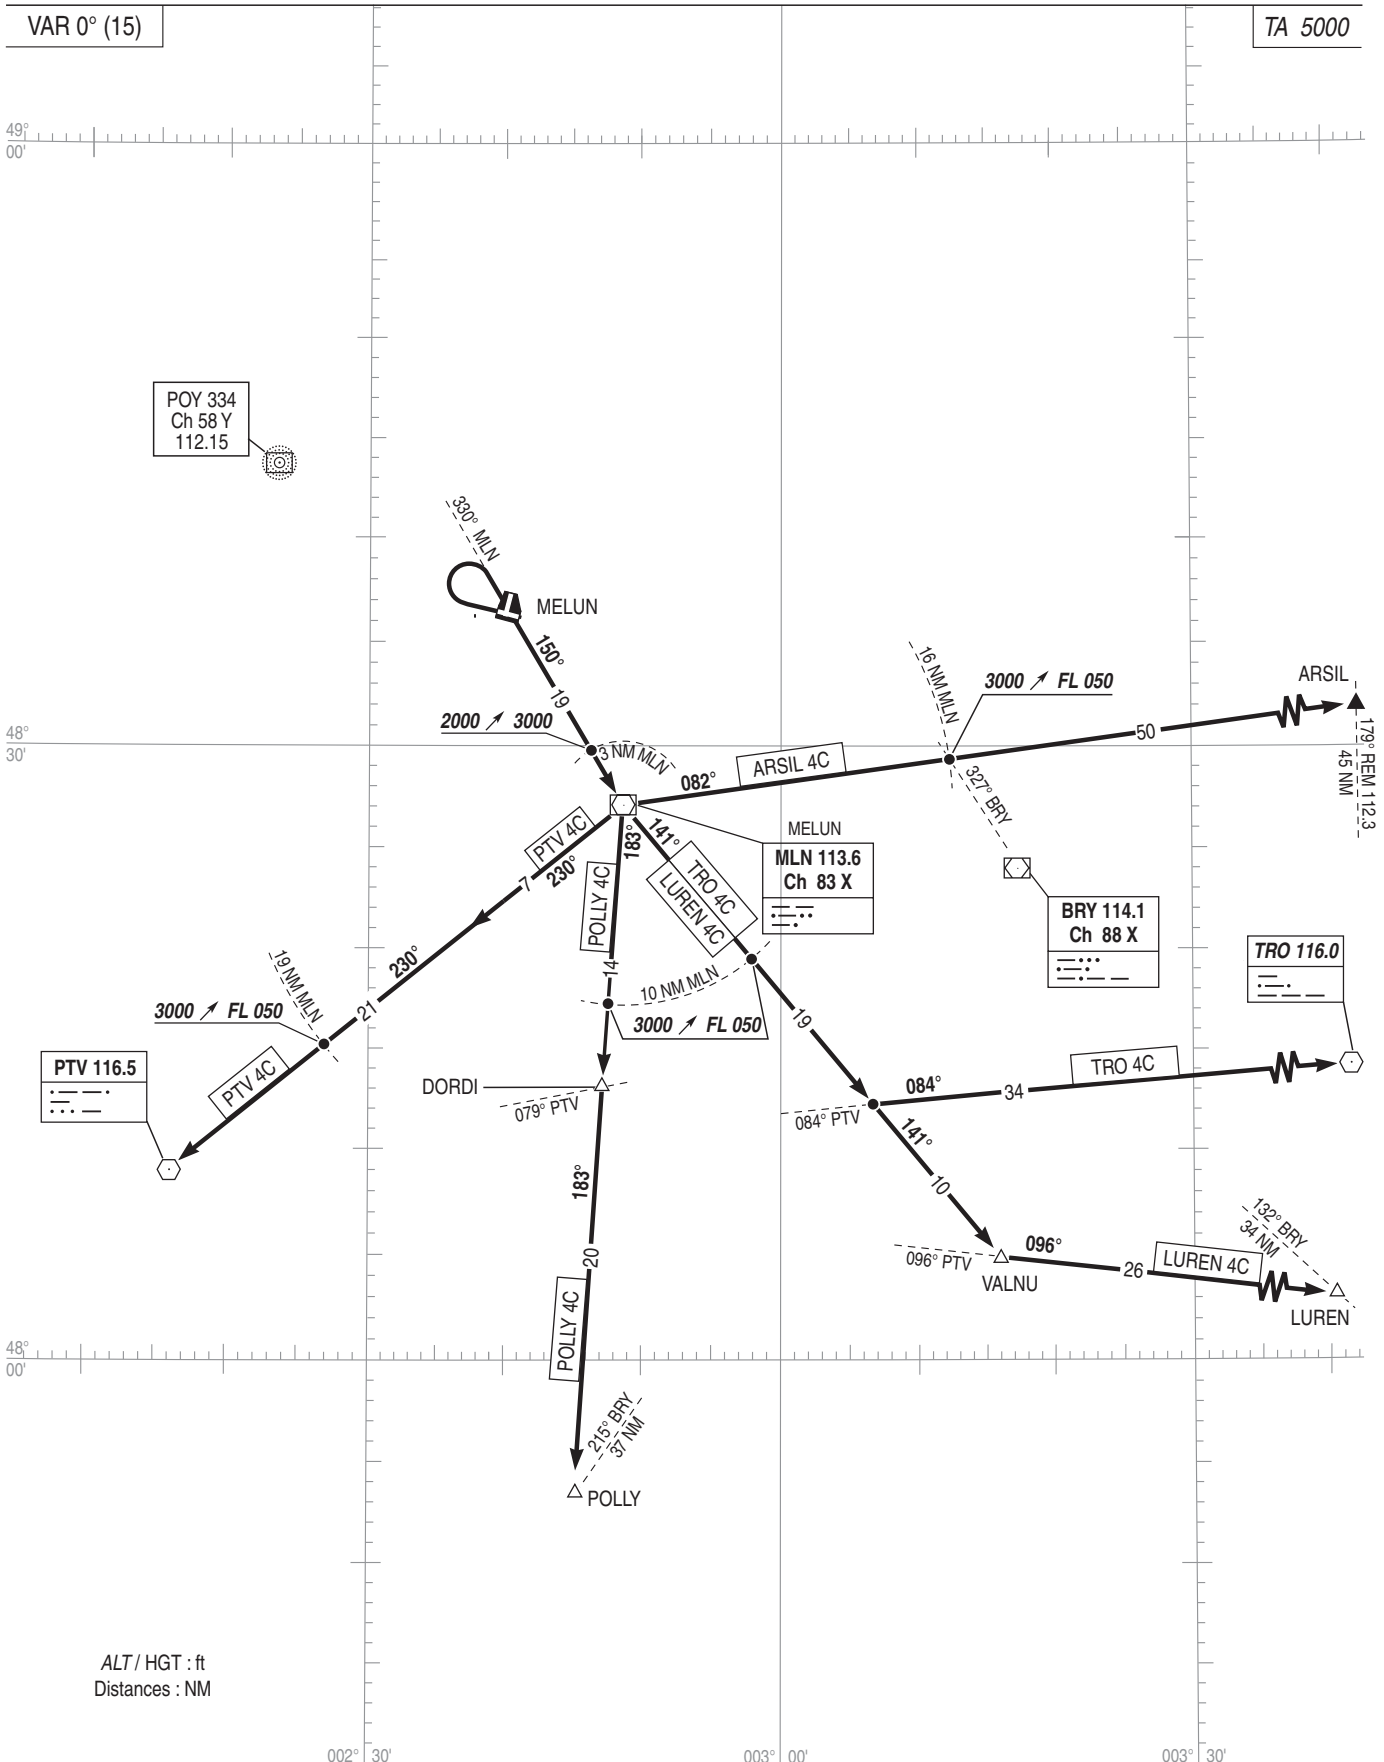 VAR 0° (15)
TA 5000
49°
00'
POY 334
Ch 58 Y
112.15
330° MLN
MELUN
150°
19
2000 ➚ 3000
3 NM MLN
16 NM MLN
3000 ➚ FL 050
ARSIL
48°
30'
50
ARSIL 4C
082°
327° BRY
179° REM 112.3
45 NM
PTV 4C
230°
7
183°
141°
POLLY 4C
TRO 4C
LUREN 4C
MELUN
MLN 113.6
Ch 83 X
BRY 114.1
Ch 88 X
TRO 116.0
14
10 NM MLN
3000 ➚ FL 050
19
230°
21
19 NM MLN
3000 ➚ FL 050
PTV 116.5
PTV 4C
DORDI
079° PTV
084° PTV
084°
34
TRO 4C
141°
10
183°
20
POLLY 4C
096° PTV
VALNU
096°
26
LUREN 4C
132° BRY
34 NM
LUREN
48°
00'
215° BRY
37 NM
POLLY
ALT / HGT : ft
Distances : NM
002° 30'
003° 00'
003° 30'